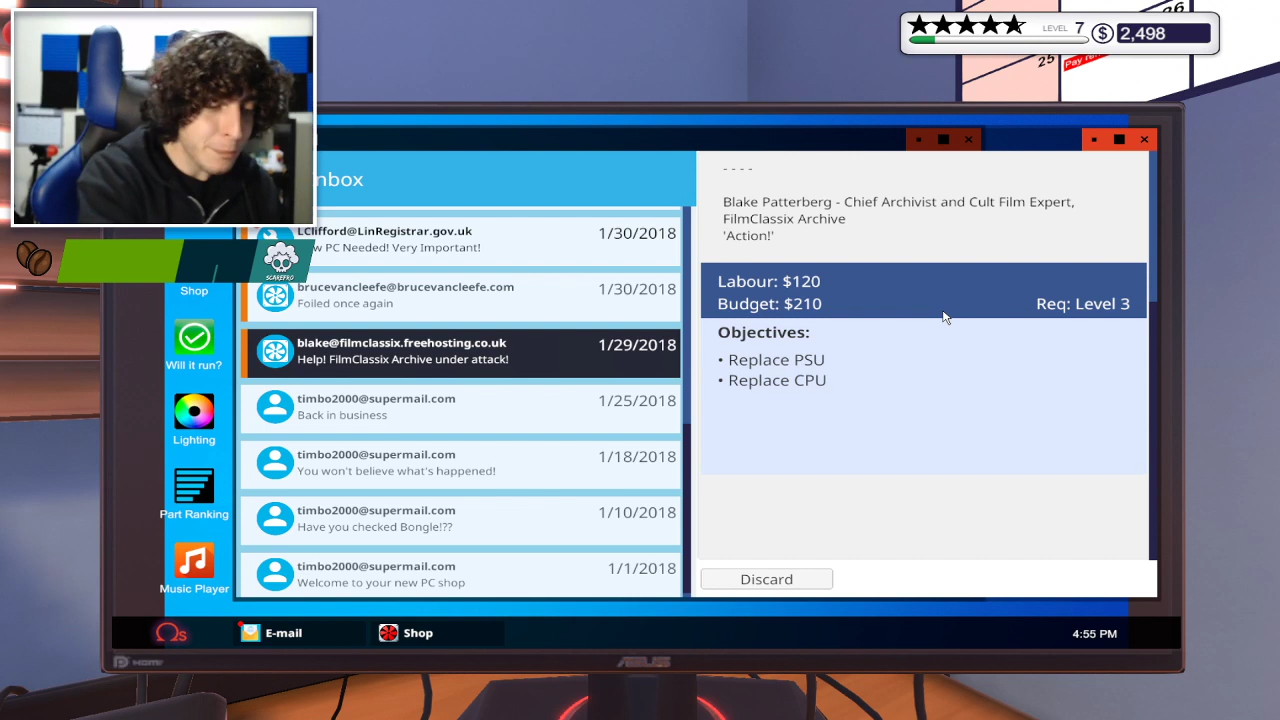 LEVEL 7
$ 2,498
26
25
nbox
LClifford@LinRegistrar.gov.uk
1/30/2018
w PC Needed! Very Important!
brucevancleefe@brucevancleefe.com
1/30/2018
Foiled once again
blake@filmclassix.freehosting.co.uk
1/29/2018
Help! FilmClassix Archive under attack!
timbo2000@supermail.com
1/25/2018
Back in business
timbo2000@supermail.com
1/18/2018
You won't believe what's happened!
timbo2000@supermail.com
1/10/2018
Have you checked Bongle!??
timbo2000@supermail.com
1/1/2018
Welcome to your new PC shop
- - - -
Blake Patterberg - Chief Archivist and Cult Film Expert,
FilmClassix Archive
'Action!'
Labour: $120
Budget: $210
Req: Level 3
Objectives:
• Replace PSU
• Replace CPU
Discard
SCAREPRO
Shop
Will it run?
Lighting
Part Ranking
Music Player
Ωs
E-mail
Shop
4:55 PM
HDMI
ASUS